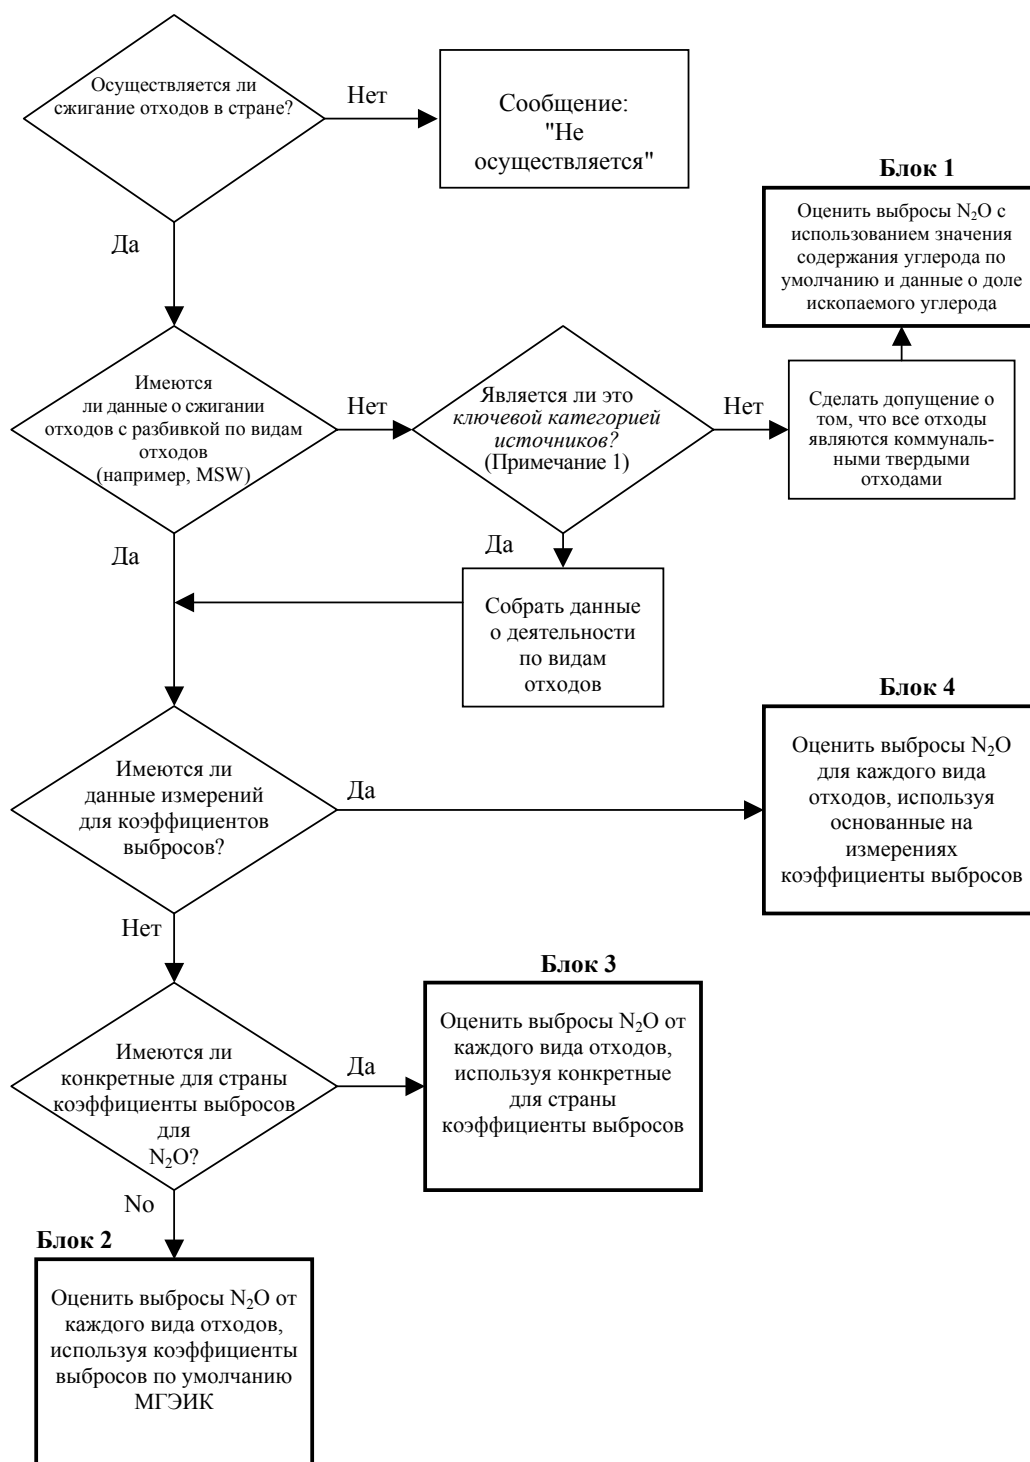 Осуществляется ли
сжигание отходов в стране?
Нет
Сообщение:
"Не
осуществляется"
Да
Блок 1
Оценить выбросы N₂O с
использованием значения
содержания углерода по
умолчанию и данные о доле
ископаемого углерода
Имеются
ли данные о сжигании
отходов с разбивкой по видам
отходов
(например, MSW)
Нет
Является ли это
ключевой категорией
источников?
(Примечание 1)
Нет
Сделать допущение о
том, что все отходы
являются коммуналь-
ными твердыми
отходами
Да
Да
Собрать данные
о деятельности
по видам
отходов
Блок 4
Оценить выбросы N₂O
для каждого вида
отходов, используя
основанные на
измерениях
коэффициенты выбросов
Имеются ли
данные измерений
для коэффициентов
выбросов?
Да
Нет
Блок 3
Оценить выбросы N₂O от
каждого вида отходов,
используя конкретные
для страны
коэффициенты выбросов
Имеются ли
конкретные для страны
коэффициенты выбросов
для
N₂O?
Да
No
Блок 2
Оценить выбросы N₂O от
каждого вида отходов,
используя коэффициенты
выбросов по умолчанию
МГЭИК